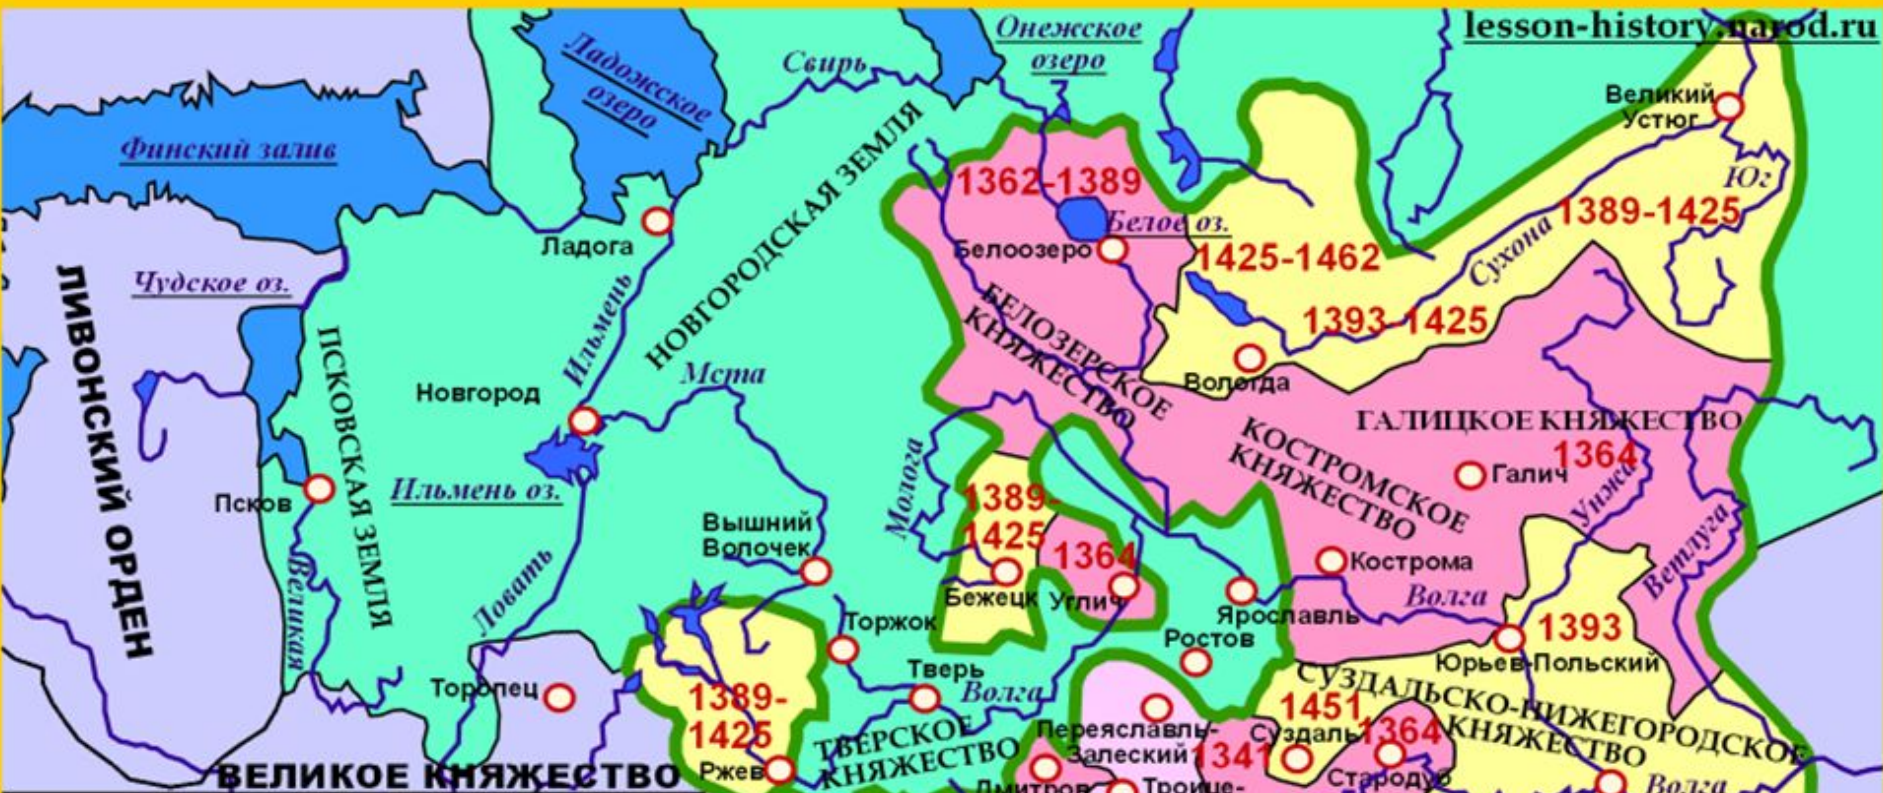 lesson-history.narod.ru
Онежское
озеро
Ладожское
озеро
Свирь
Финский залив
Великий
Устюг
Юг
НОВГОРОДСКАЯ ЗЕМЛЯ
1362-1389
1389-1425
Белое оз.
Белоозеро
Сухона
1425-1462
1393-1425
Ладога
Чудское оз.
ЛИВОНСКИЙ ОРДЕН
ПСКОВСКАЯ ЗЕМЛЯ
Ильмень
БЕЛОЗЕРСКОЕ
КНЯЖЕСТВО
Мста
Новгород
Вологда
ГАЛИЦКОЕ КНЯЖЕСТВО
1364
Галич
Унжа
КОСТРОМСКОЕ
КНЯЖЕСТВО
Молога
Ильмень оз.
Псков
1389-
1425
Вышний
Волочек
1364
Бежецк
Углич
Кострома
Волга
Ветлуга
Великая
Ловать
Ярославль
Ростов
1393
Юрьев-Польский
Торжок
Тверь
Волга
Торопец
1389-
1425
Ржев
ТВЕРСКОЕ
КНЯЖЕСТВО
Переяславль-
Залеский
1341
1451
Суздаль
1364
Стародуб
СУЗДАЛЬСКО-НИЖЕГОРОДСКОЕ
КНЯЖЕСТВО
Волга
ВЕЛИКОЕ КНЯЖЕСТВО
Дмитров
Троице-